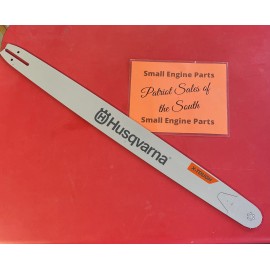 Small Engine Parts
Patriot Sales of
the South
Small Engine Parts
Husqvarna®